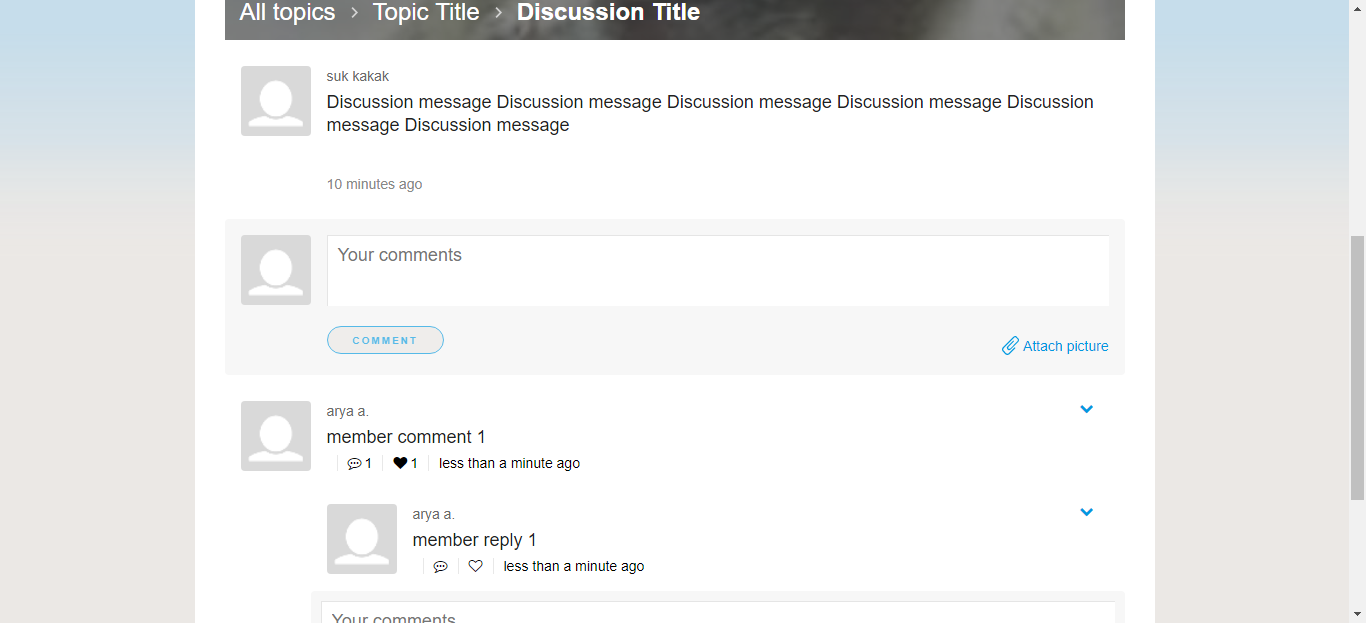 All topics › Topic Title › Discussion Title
suk kakak
Discussion message Discussion message Discussion message Discussion message Discussion
message Discussion message
10 minutes ago
Your comments
COMMENT
Attach picture
arya a.
member comment 1
1 1 less than a minute ago
arya a.
member reply 1
less than a minute ago
Your comments